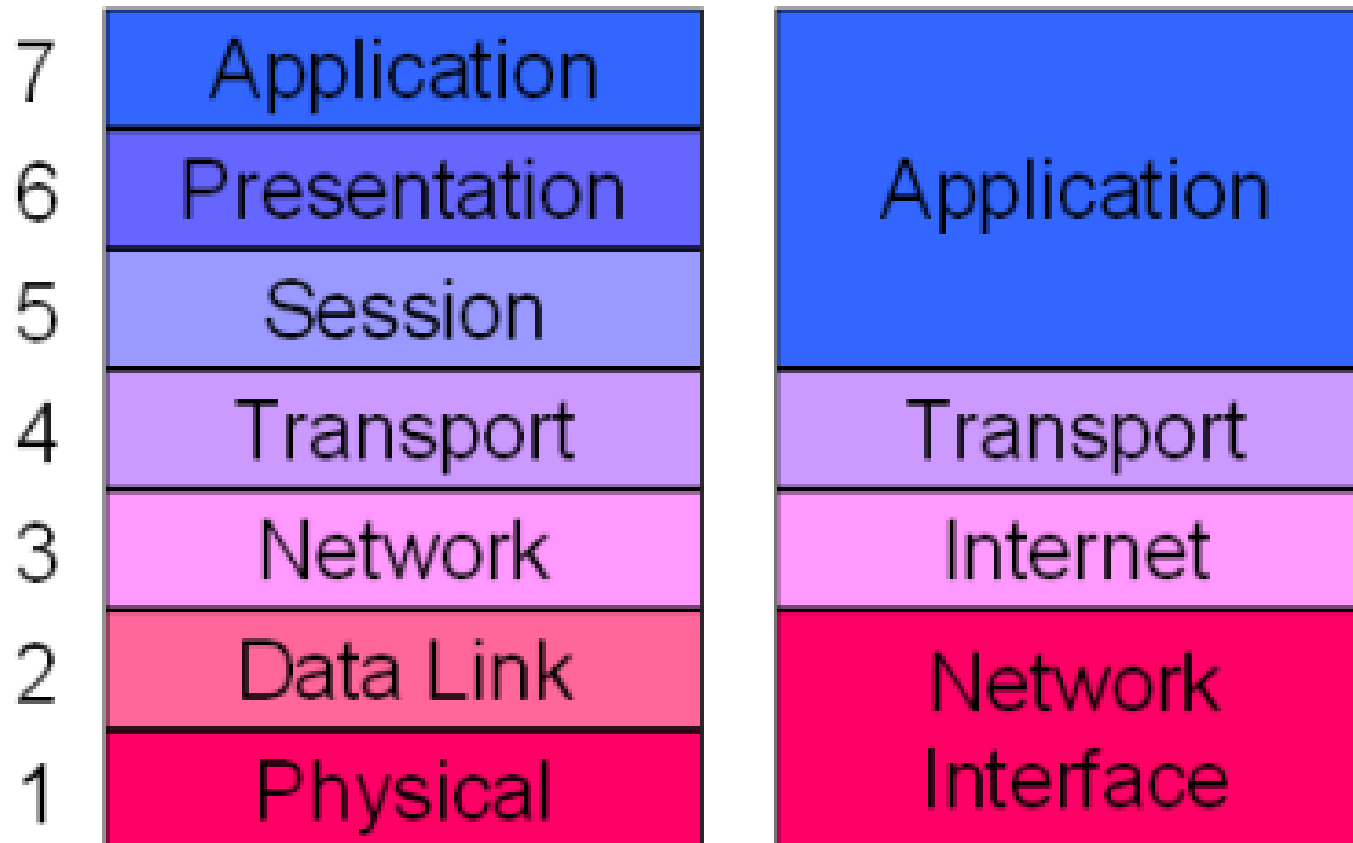 7 Application
6 Presentation
5 Session
4 Transport
3 Network
2 Data Link
1 Physical
Application
Transport
Internet
Network
Interface